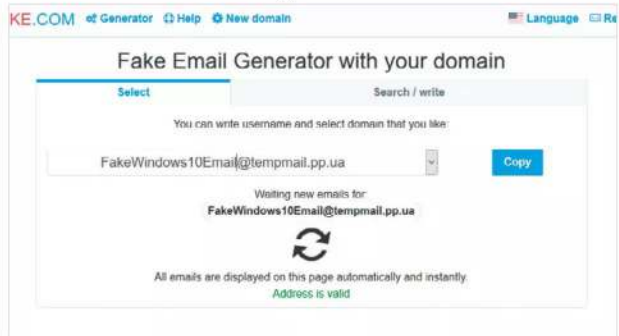 KE.COM Generator Help New domain Language Re
Fake Email Generator with your domain
Select Search / write
You can write username and select domain that you like:
FakeWindows10Email@tempmail.pp.ua Copy
Waiting new emails for:
FakeWindows10Email@tempmail.pp.ua
All emails are displayed on this page automatically and instantly.
Address is valid